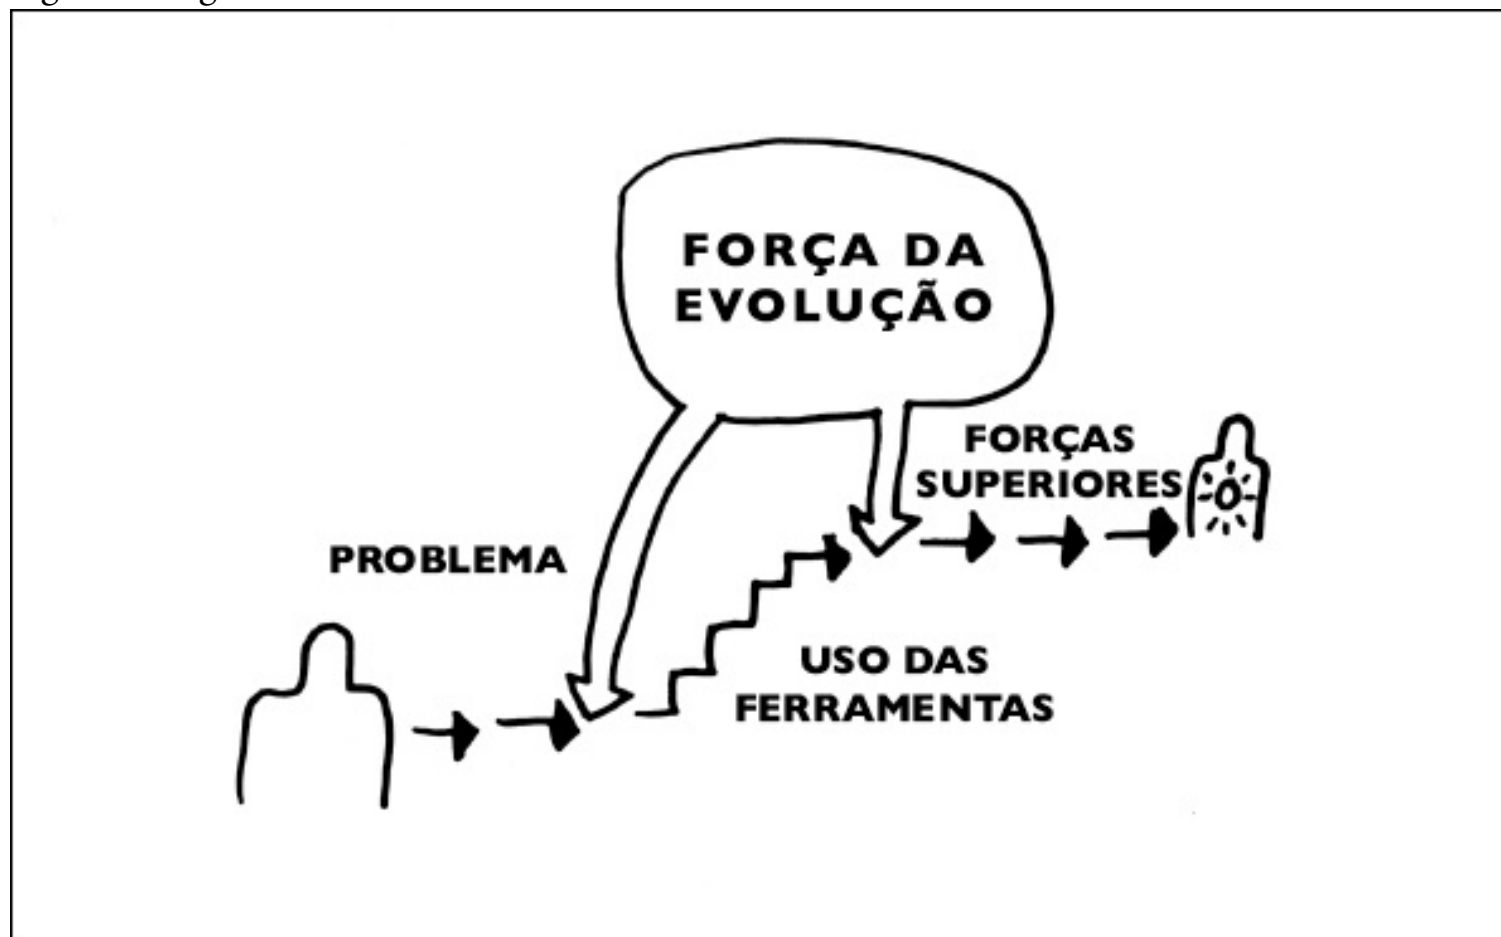 FORÇA DA
EVOLUÇÃO
FORÇAS
SUPERIORES
PROBLEMA
USO DAS
FERRAMENTAS